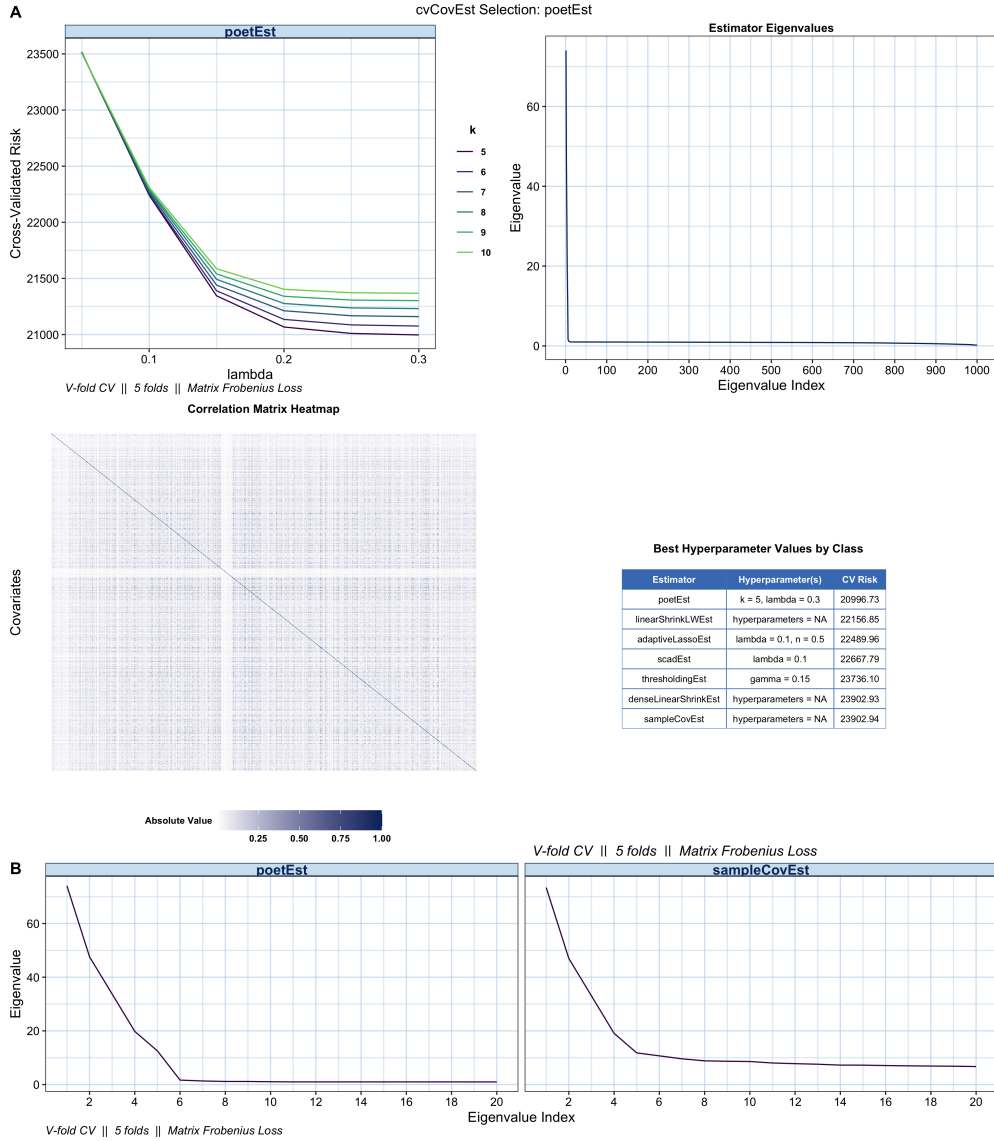 A
cvCovEst Selection: poetEst
poetEst
23500
23000
22500
22000
21500
21000
Cross-Validated Risk
0.1
0.2
0.3
lambda
V-fold CV || 5 folds || Matrix Frobenius Loss
k
5
6
7
8
9
10
Estimator Eigenvalues
60
40
20
0
Eigenvalue
0 100 200 300 400 500 600 700 800 900 1000
Eigenvalue Index
Correlation Matrix Heatmap
Covariates
Absolute Value
0.25 0.50 0.75 1.00
Best Hyperparameter Values by Class
Estimator Hyperparameter(s) CV Risk
poetEst k = 5, lambda = 0.3 20996.73
linearShrinkLWEst hyperparameters = NA 22156.85
adaptiveLassoEst lambda = 0.1, n = 0.5 22489.96
scadEst lambda = 0.1 22667.79
thresholdingEst gamma = 0.15 23736.10
denseLinearShrinkEst hyperparameters = NA 23902.93
sampleCovEst hyperparameters = NA 23902.94
V-fold CV || 5 folds || Matrix Frobenius Loss
B
poetEst
sampleCovEst
60
40
20
0
Eigenvalue
2 4 6 8 10 12 14 16 18 20
2 4 6 8 10 12 14 16 18 20
Eigenvalue Index
V-fold CV || 5 folds || Matrix Frobenius Loss